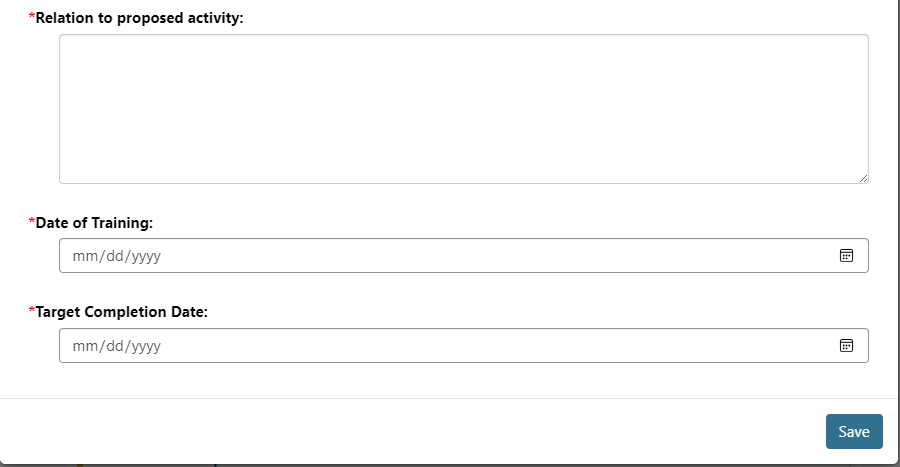 *Relation to proposed activity:
*Date of Training:
mm/dd/yyyy
*Target Completion Date:
mm/dd/yyyy
Save